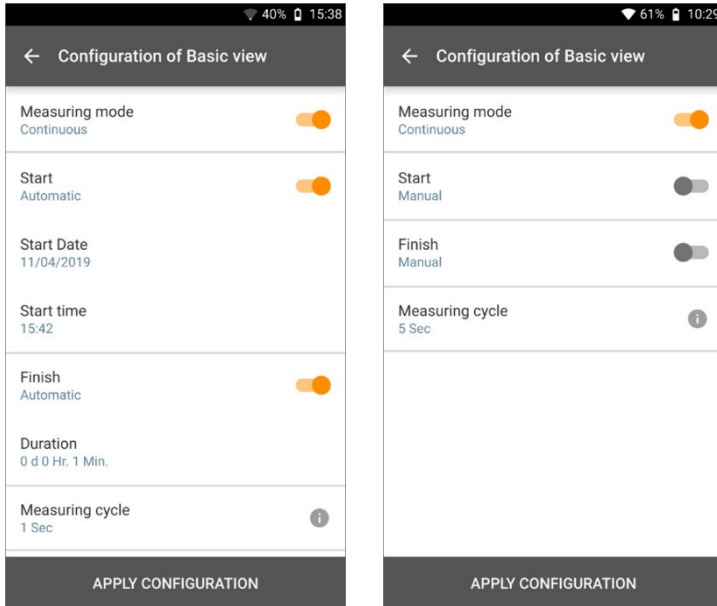 40% 15:38
Configuration of Basic view
Measuring mode
Continuous
Start
Automatic
Start Date
11/04/2019
Start time
15:42
Finish
Automatic
Duration
0 d 0 Hr. 1 Min.
Measuring cycle
1 Sec
APPLY CONFIGURATION
61% 10:29
Configuration of Basic view
Measuring mode
Continuous
Start
Manual
Finish
Manual
Measuring cycle
5 Sec
APPLY CONFIGURATION